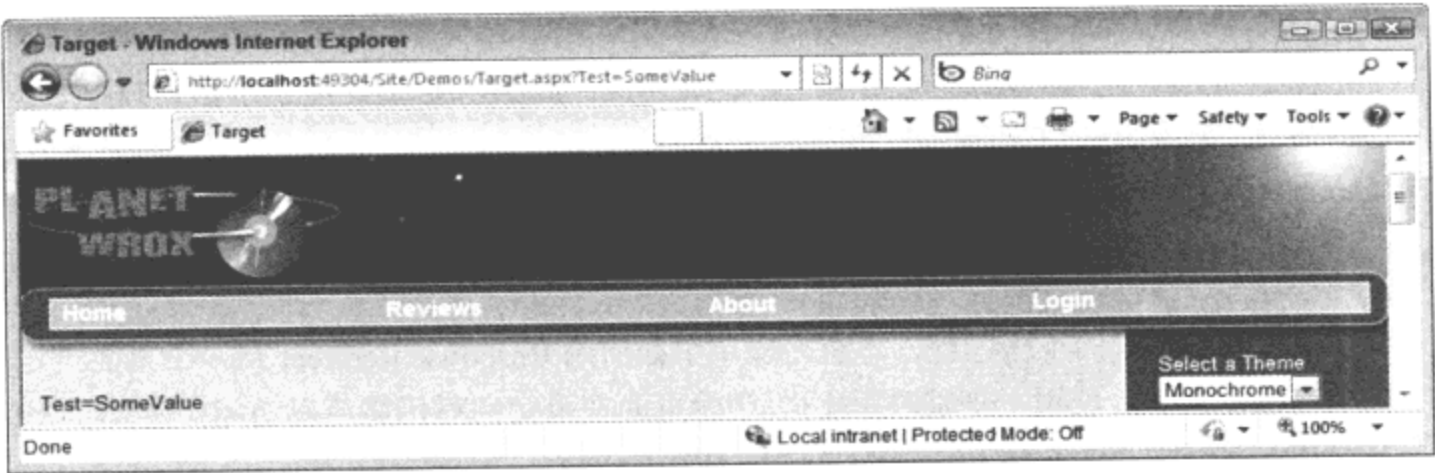 Target - Windows Internet Explorer
http://localhost:49304/Site/Demos/Target.aspx?Test=SomeValue
Bing
Favorites
Target
Page Safety Tools
PLANET
WROX
Home Reviews About Login
Select a Theme
Monochrome
Test=SomeValue
Done
Local intranet | Protected Mode: Off
100%